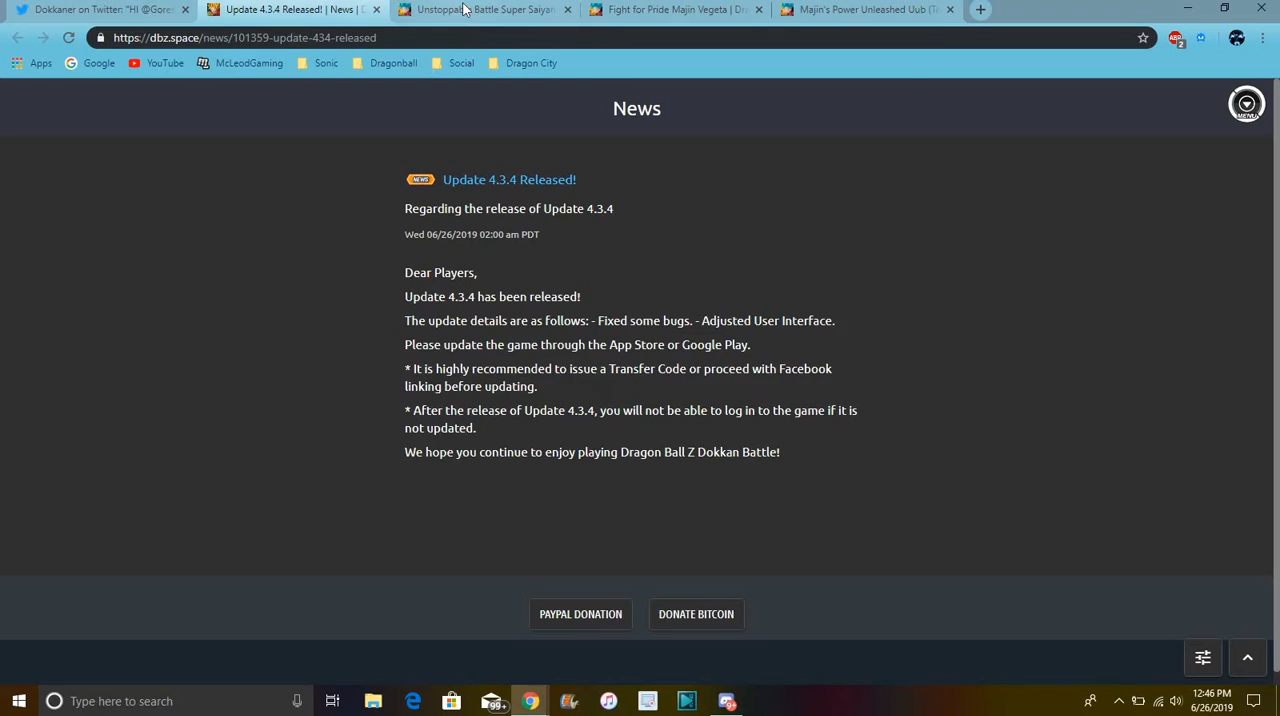 Dokkaner on Twitter: "HI @Gores
Update 4.3.4 Released! | News | D
Unstoppable Battle Super Saiyan
Fight for Pride Majin Vegeta | Dra
Majin's Power Unleashed Uub (Te
https://dbz.space/news/101359-update-434-released
ABP
2
Apps
Google
YouTube
McLeodGaming
Sonic
Dragonball
Social
Dragon City
News
MENU
NEWS
Update 4.3.4 Released!
Regarding the release of Update 4.3.4
Wed 06/26/2019 02:00 am PDT
Dear Players,
Update 4.3.4 has been released!
The update details are as follows: - Fixed some bugs. - Adjusted User Interface.
Please update the game through the App Store or Google Play.
* It is highly recommended to issue a Transfer Code or proceed with Facebook
linking before updating.
* After the release of Update 4.3.4, you will not be able to log in to the game if it is
not updated.
We hope you continue to enjoy playing Dragon Ball Z Dokkan Battle!
PAYPAL DONATION
DONATE BITCOIN
Type here to search
99+
9+
12:46 PM
6/26/2019